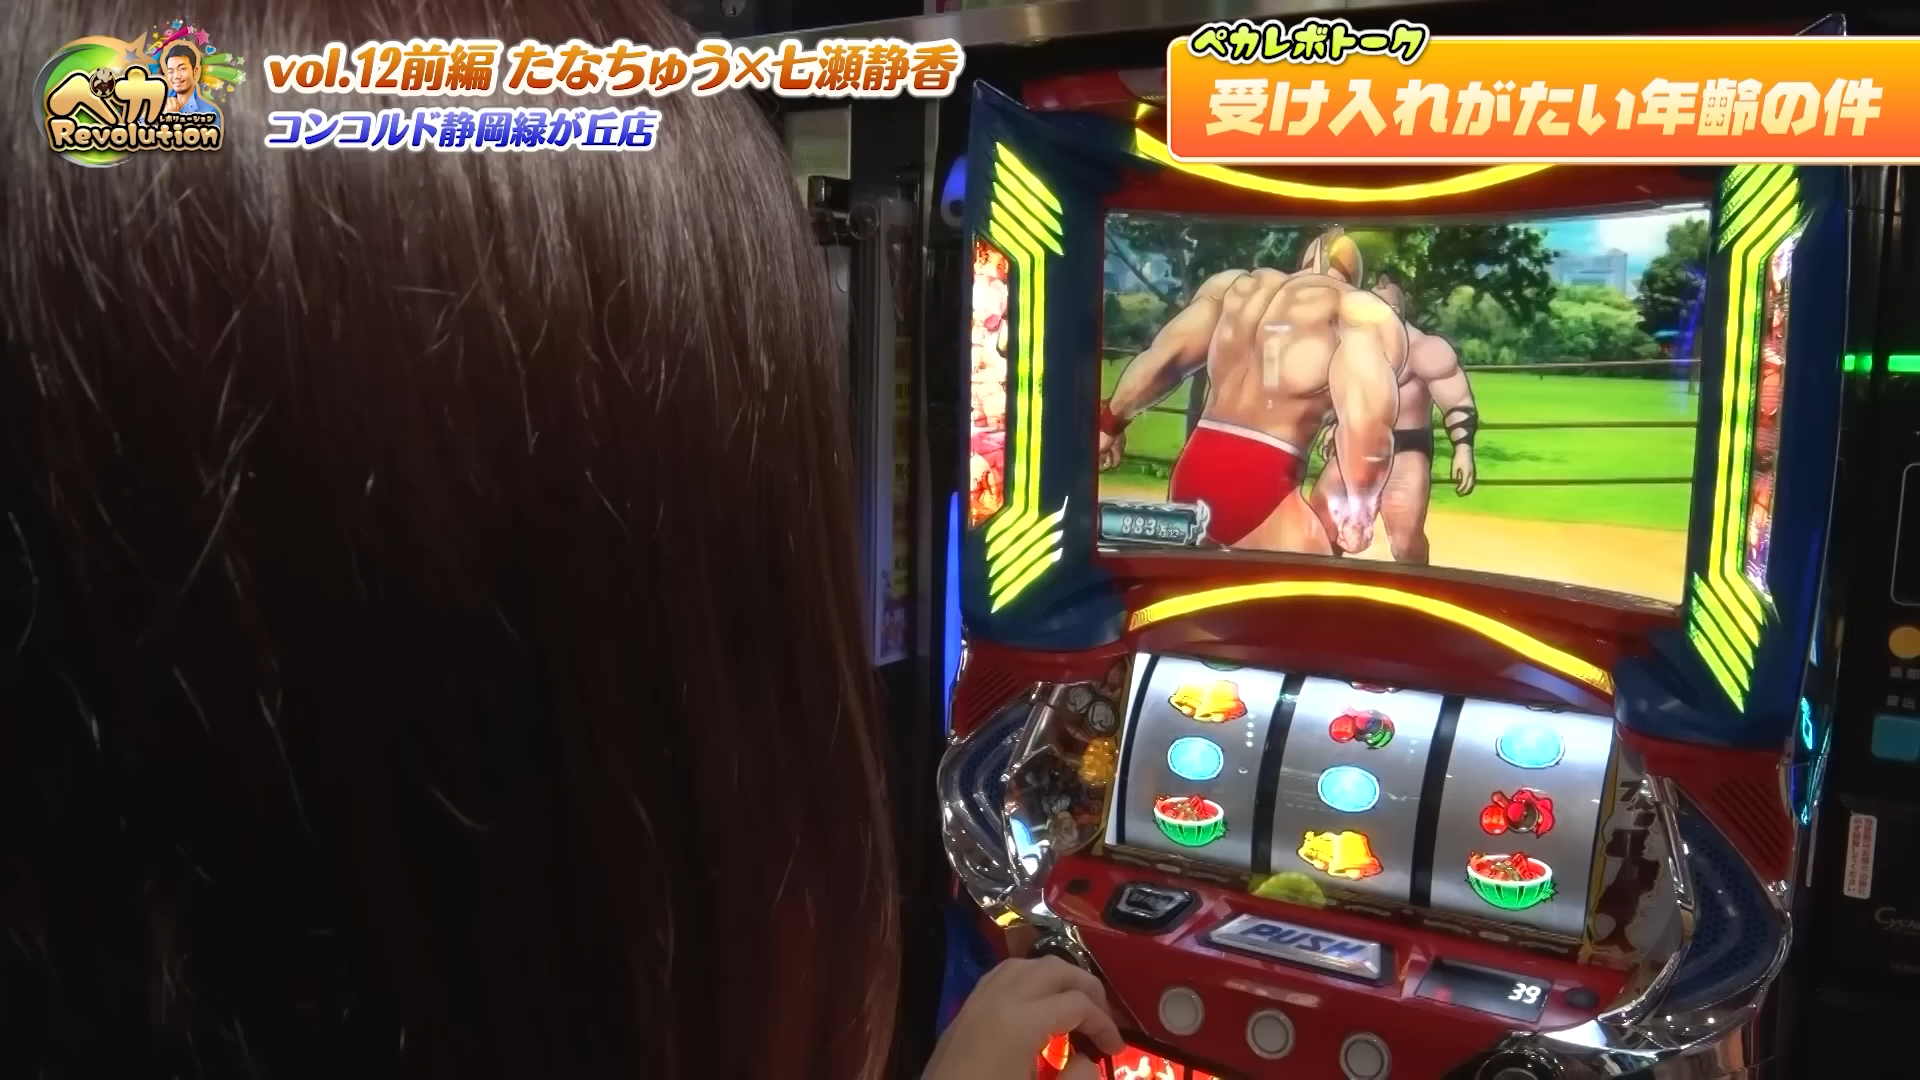 ペカ
レボリューション
Revolution
vol.12前編 たなちゅう×七瀬静香
コンコルド静岡緑が丘店
ペカレボトーク
受け入れがたい年齢の件
883
PUSH
39